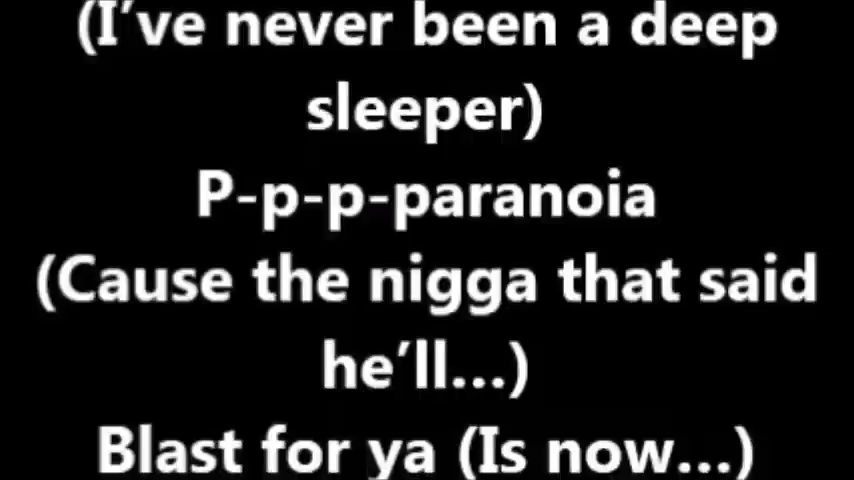 (I’ve never been a deep
sleeper)
P-p-p-paranoia
(Cause the nigga that said
he’ll...)
Blast for ya (Is now...)